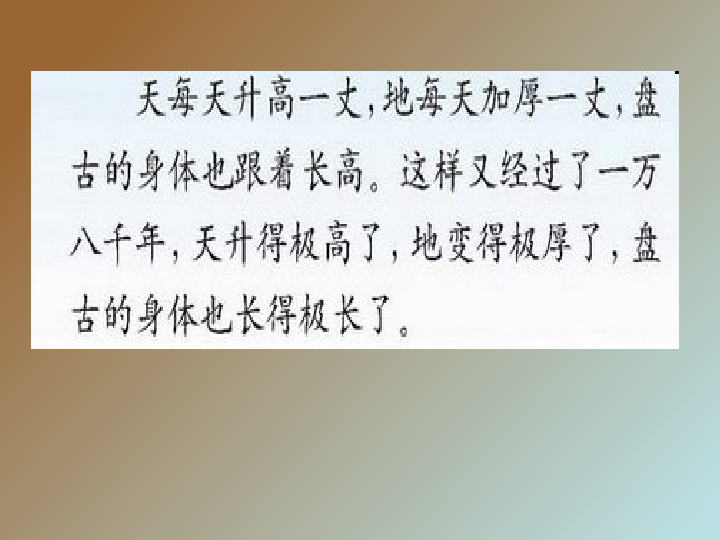 天每天升高一丈，地每天加厚一丈，盘
古的身体也跟着长高。这样又经过了一万
八千年，天升得极高了，地变得极厚了，盘
古的身体也长得极长了。